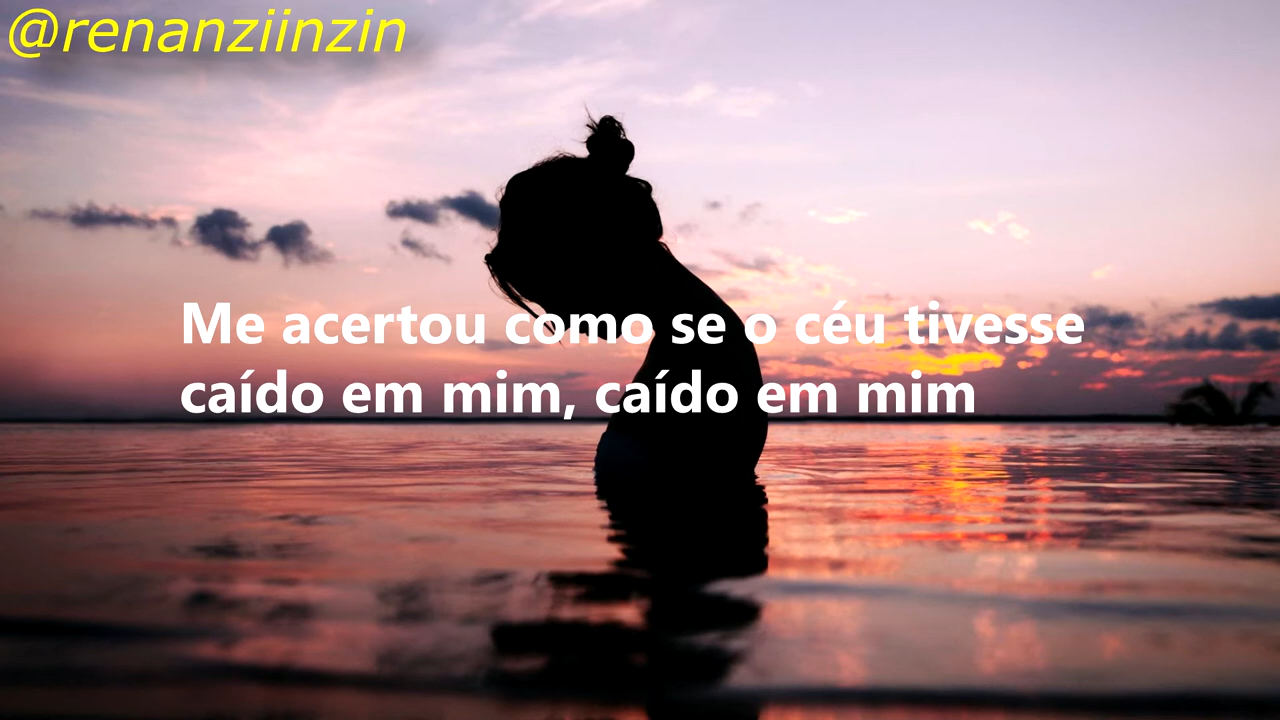 @renanziinzin
Me acertou como se o céu tivesse
caído em mim, caído em mim